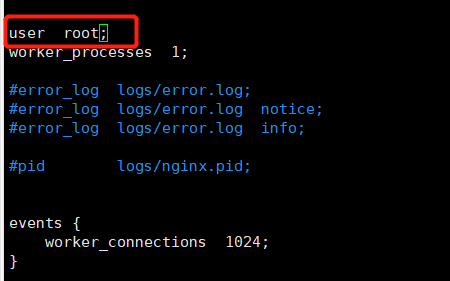 user  root;
worker_processes  1;
#error_log  logs/error.log;
#error_log  logs/error.log  notice;
#error_log  logs/error.log  info;
#pid        logs/nginx.pid;
events {
    worker_connections  1024;
}